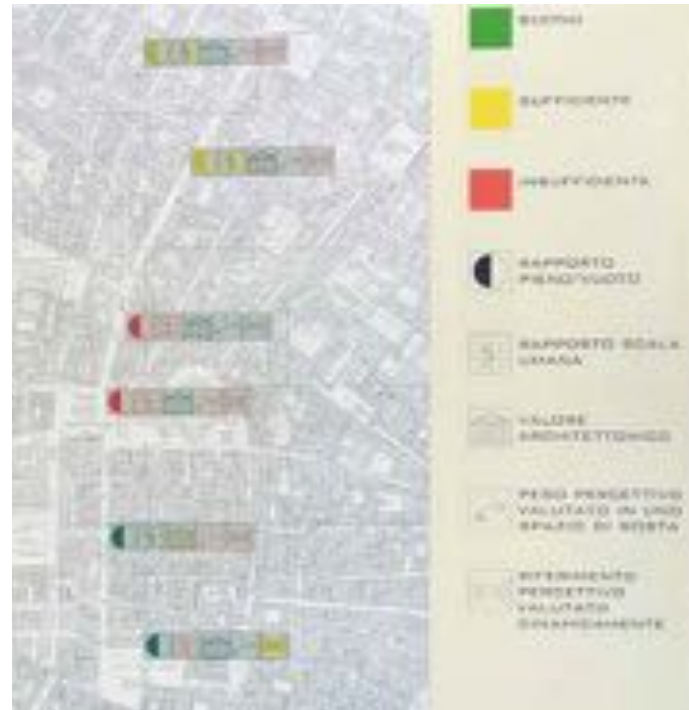 BUONO
SUFFICIENTE
INSUFFICIENTE
RAPPORTO
PIENO/VUOTO
RAPPORTO SCALA
UMANA
VALORE
ARCHITETTONICO
PESO PERCETTIVO
VALUTATO IN UNO
SPAZIO DI SOSTA
RIFERIMENTO
PERCETTIVO
VALUTATO
DINAMICAMENTE